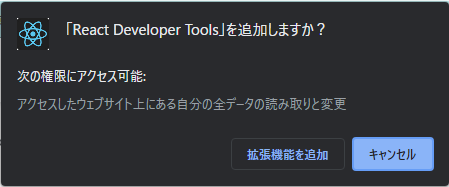 「React Developer Tools」を追加しますか？
次の権限にアクセス可能:
アクセスしたウェブサイト上にある自分の全データの読み取りと変更
拡張機能を追加
キャンセル